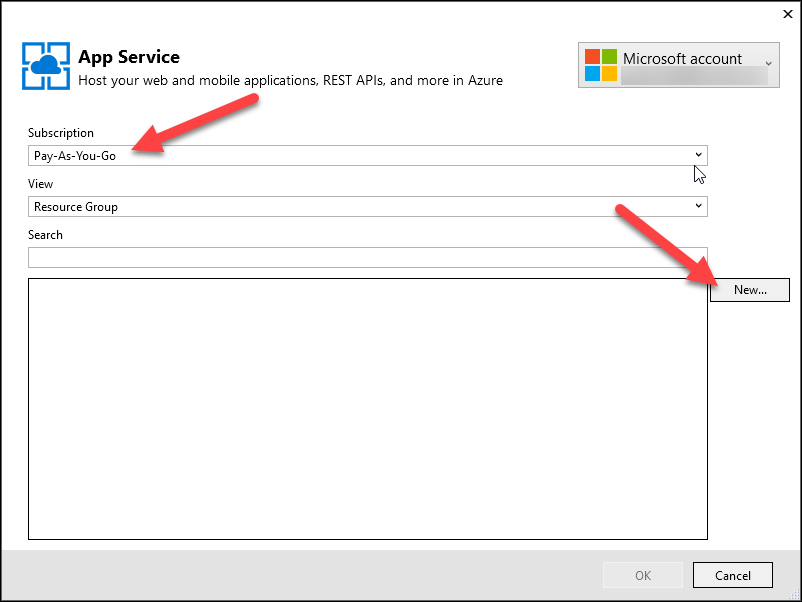 App Service
Host your web and mobile applications, REST APIs, and more in Azure
Microsoft account
Subscription
Pay-As-You-Go
View
Resource Group
Search
New...
OK
Cancel